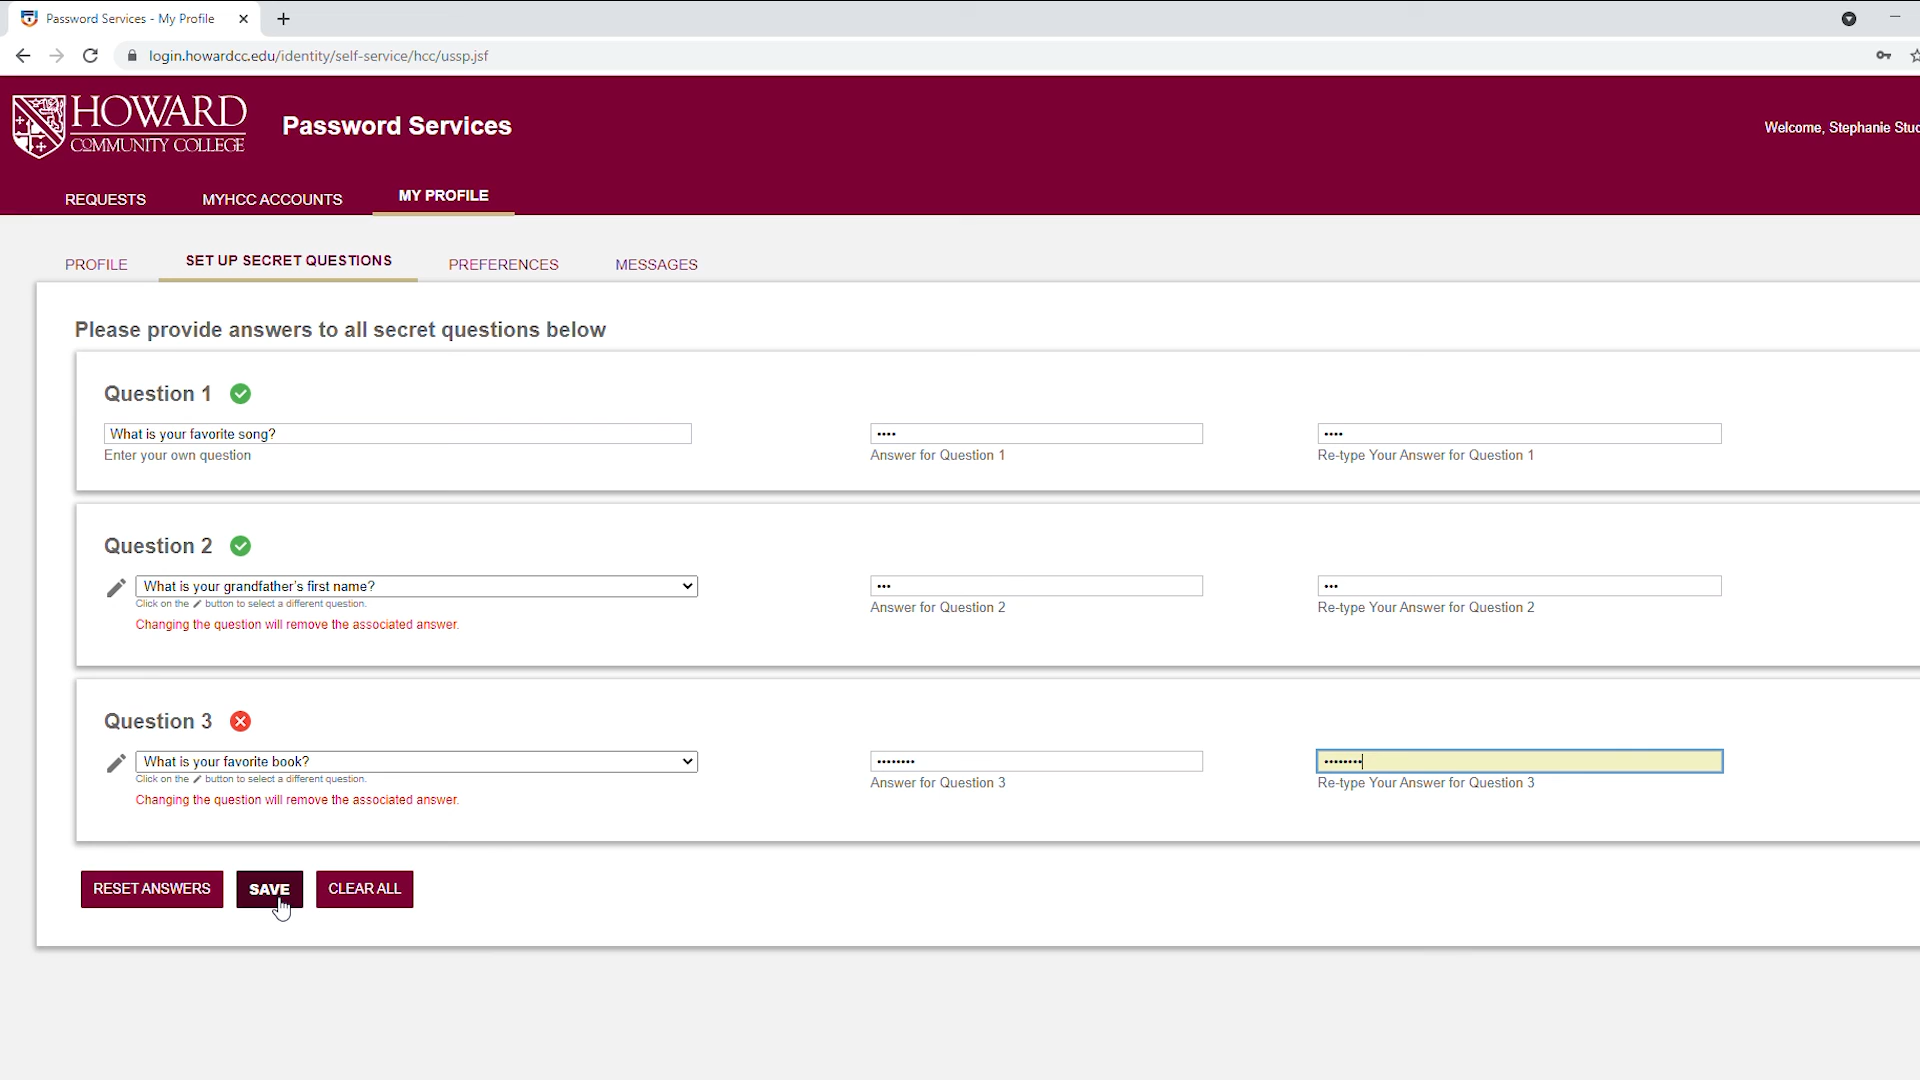 Password Services - My Profile
login.howardcc.edu/identity/self-service/hcc/ussp.jsf
HOWARD
COMMUNITY COLLEGE
Password Services
Welcome, Stephanie Stuc
REQUESTS MYHCC ACCOUNTS MY PROFILE
PROFILE SET UP SECRET QUESTIONS PREFERENCES MESSAGES
Please provide answers to all secret questions below
Question 1
What is your favorite song? •••• ••••
Enter your own question Answer for Question 1 Re-type Your Answer for Question 1
Question 2
What is your grandfather's first name? ••• •••
Click on the button to select a different question. Answer for Question 2 Re-type Your Answer for Question 2
Changing the question will remove the associated answer.
Question 3
What is your favorite book? •••••••• ••••••••
Click on the button to select a different question. Answer for Question 3 Re-type Your Answer for Question 3
Changing the question will remove the associated answer.
RESET ANSWERS SAVE CLEAR ALL